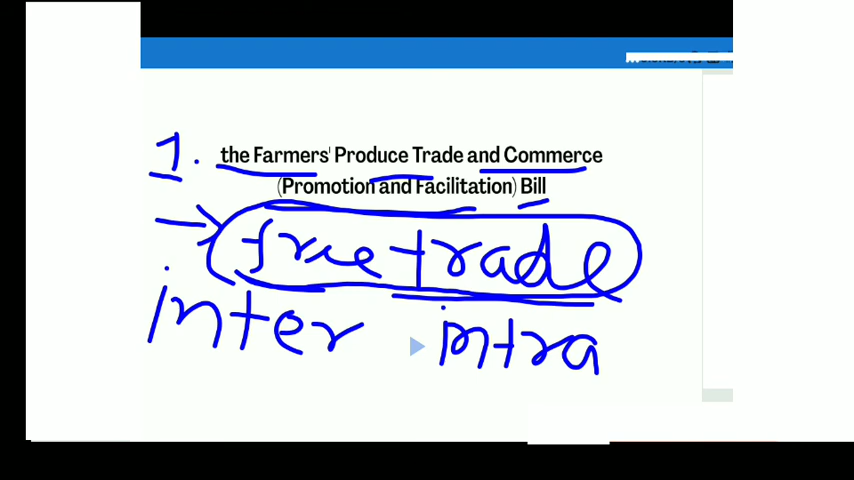 1. the Farmers' Produce Trade and Commerce
(Promotion and Facilitation) Bill
→ free trade
inter intra